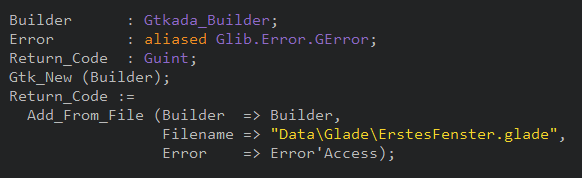 Builder       : Gtkada_Builder;
Error         : aliased Glib.Error.GError;
Return_Code  : Guint;
Gtk_New (Builder);
Return_Code :=
  Add_From_File (Builder  => Builder,
                 Filename => "Data\Glade\ErstesFenster.glade",
                 Error    => Error'Access);